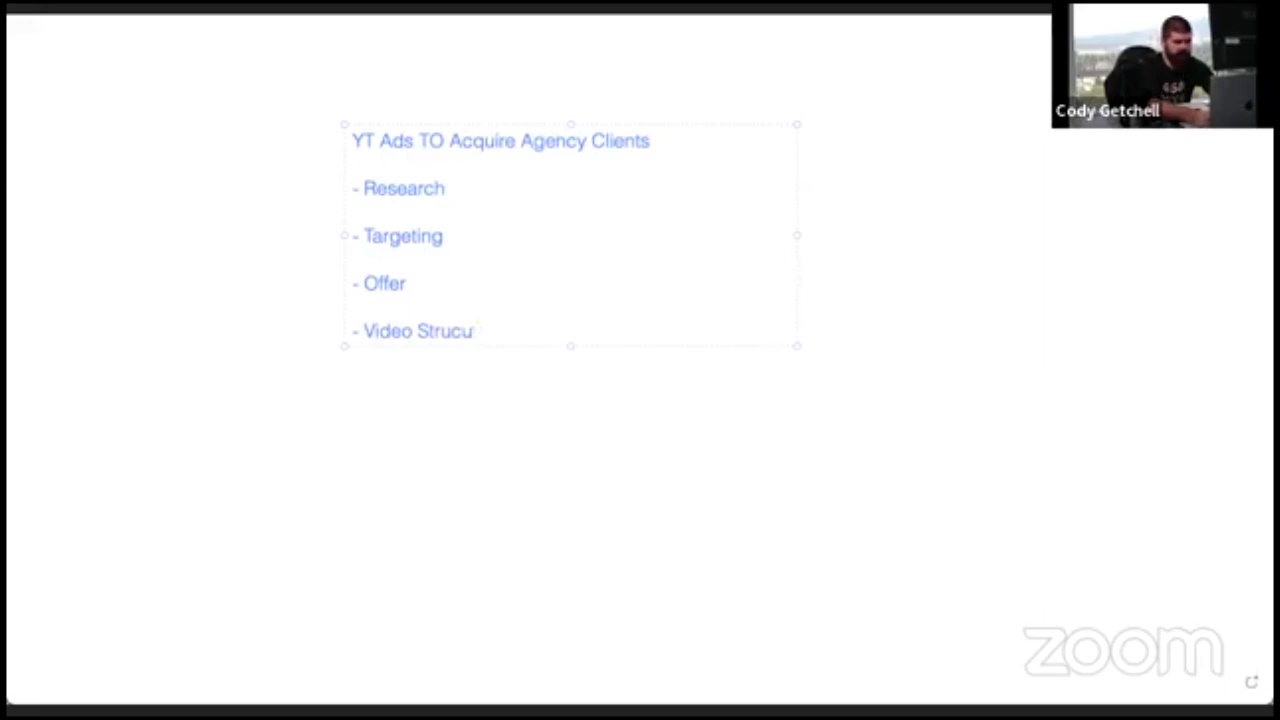 YT Ads TO Acquire Agency Clients
- Research
- Targeting
- Offer
- Video Strucu
Cody Getchell
zoom